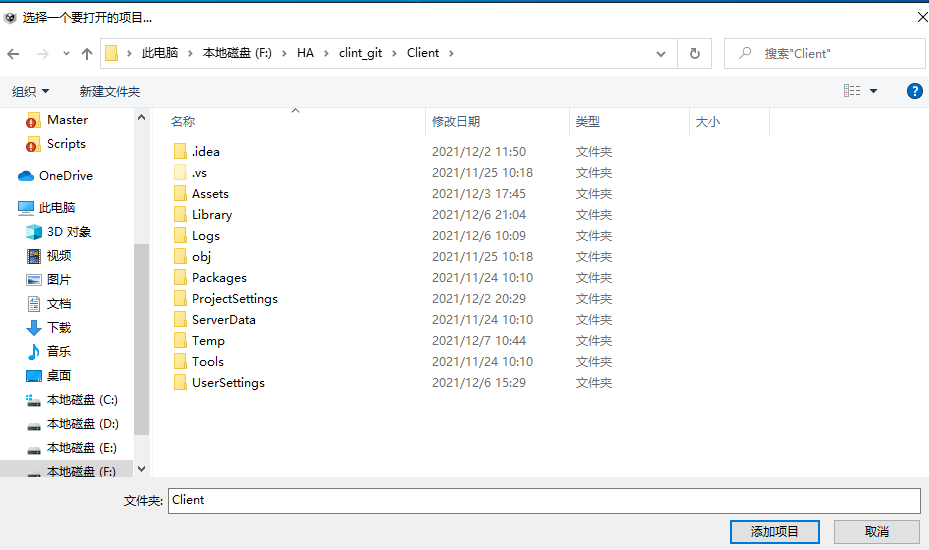 选择一个要打开的项目...
此电脑 本地磁盘 (F:) HA clint_git Client
搜索"Client"
组织 新建文件夹
Master
Scripts
OneDrive
此电脑
3D 对象
视频
图片
文档
下载
音乐
桌面
本地磁盘 (C:)
本地磁盘 (D:)
本地磁盘 (E:)
本地磁盘 (F:)
名称 修改日期 类型 大小
.idea 2021/12/2 11:50 文件夹
.vs 2021/11/25 10:18 文件夹
Assets 2021/12/3 17:45 文件夹
Library 2021/12/6 21:04 文件夹
Logs 2021/12/6 10:09 文件夹
obj 2021/11/25 10:18 文件夹
Packages 2021/11/24 10:10 文件夹
ProjectSettings 2021/12/2 20:29 文件夹
ServerData 2021/11/24 10:10 文件夹
Temp 2021/12/7 10:44 文件夹
Tools 2021/11/24 10:10 文件夹
UserSettings 2021/12/6 15:29 文件夹
文件夹: Client
添加项目 取消